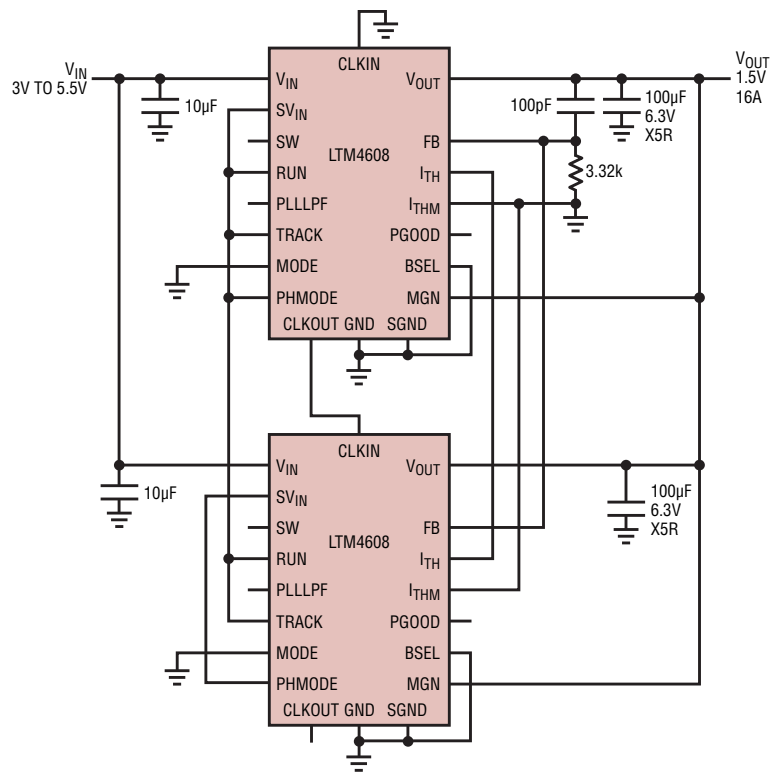 CLKIN
VIN
3V TO 5.5V
VIN
VOUT
VOUT
1.5V
16A
10µF
SVIN
100pF
100µF
6.3V
X5R
SW
FB
LTM4608
RUN
ITH
3.32k
PLLLPF
ITHM
TRACK
PGOOD
MODE
BSEL
PHMODE
MGN
CLKOUT GND SGND
CLKIN
VIN
VOUT
10µF
SVIN
100µF
6.3V
X5R
SW
FB
LTM4608
RUN
ITH
PLLLPF
ITHM
TRACK
PGOOD
MODE
BSEL
PHMODE
MGN
CLKOUT GND SGND